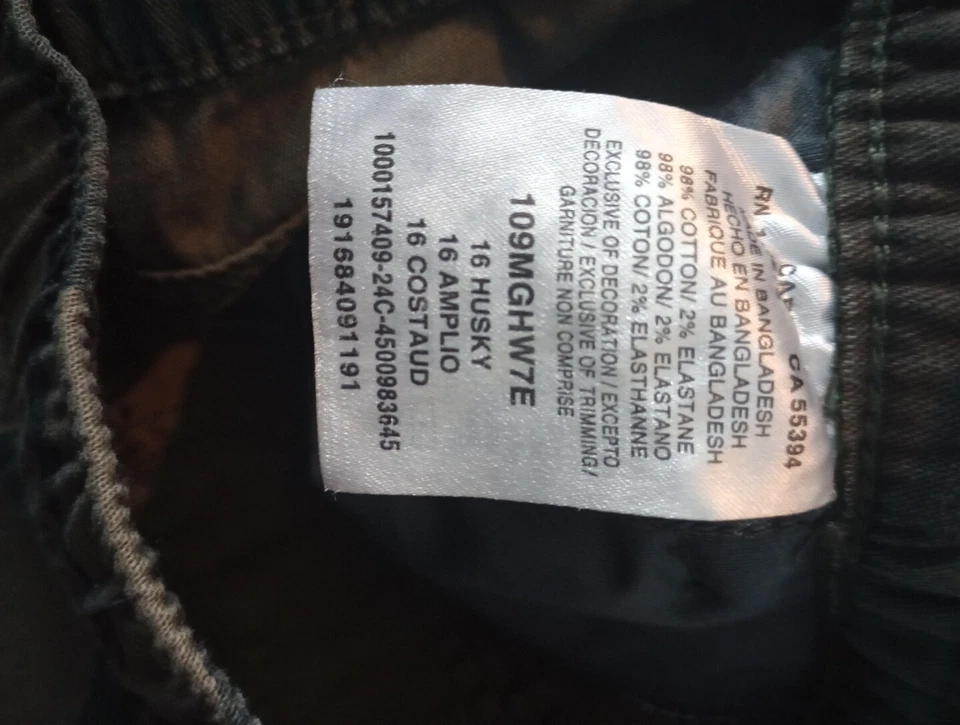 RN
CA 55394
MADE IN BANGLADESH
HECHO EN BANGLADESH
FABRIQUE AU BANGLADESH
98% COTTON/ 2% ELASTANE
98% ALGODON/ 2% ELASTANO
98% COTON/ 2% ELASTHANNE
EXCLUSIVE OF DECORATION / EXCEPTO
DECORACION / EXCLUSIVE OF TRIMMING/
GARNITURE NON COMPRISE
109MGHW7E
16 HUSKY
16 AMPLIO
16 COSTAUD
1000157409-24C-4500983645
191684091191